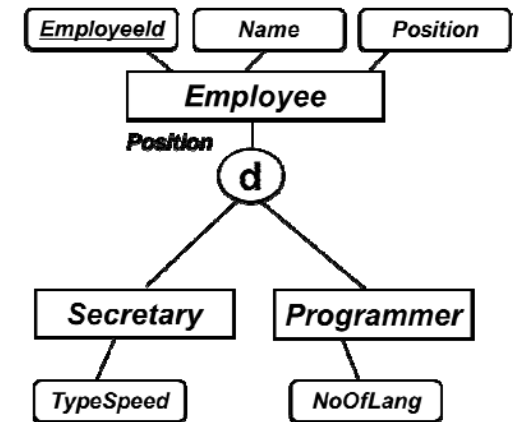 EmployeeId Name Position
Employee
Position
d
Secretary Programmer
TypeSpeed NoOfLang